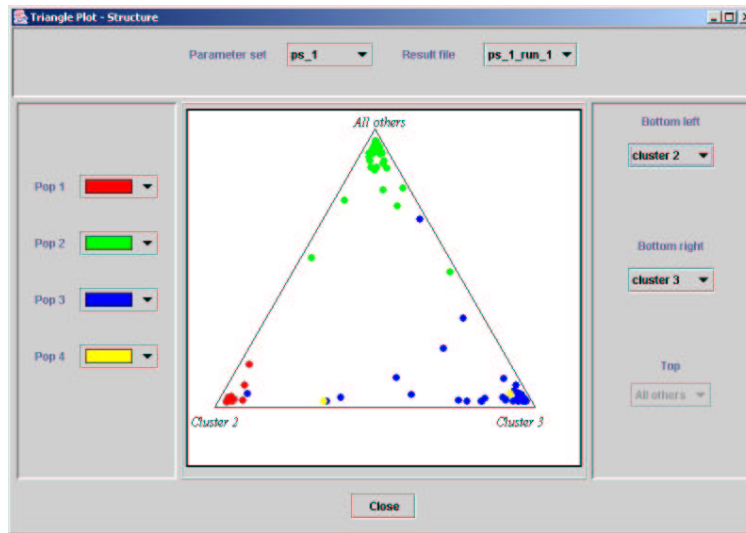 Triangle Plot - Structure
Parameter set ps_1 Result file ps_1_run_1
Pop 1
Pop 2
Pop 3
Pop 4
All others
Cluster 2
Cluster 3
Bottom left
cluster 2
Bottom right
cluster 3
Top
All others
Close